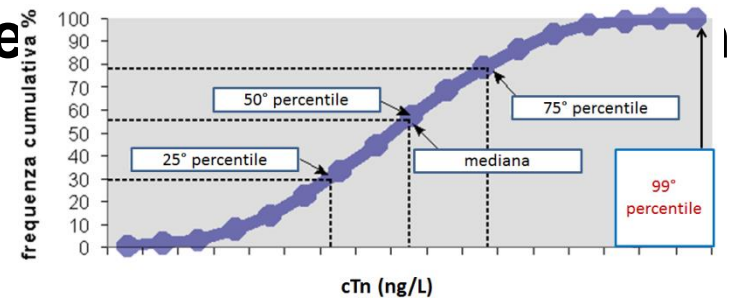 frequenza cumulativa %
100
90
80
70
60
50
40
30
20
10
0
50° percentile
75° percentile
25° percentile
mediana
99°
percentile
cTn (ng/L)